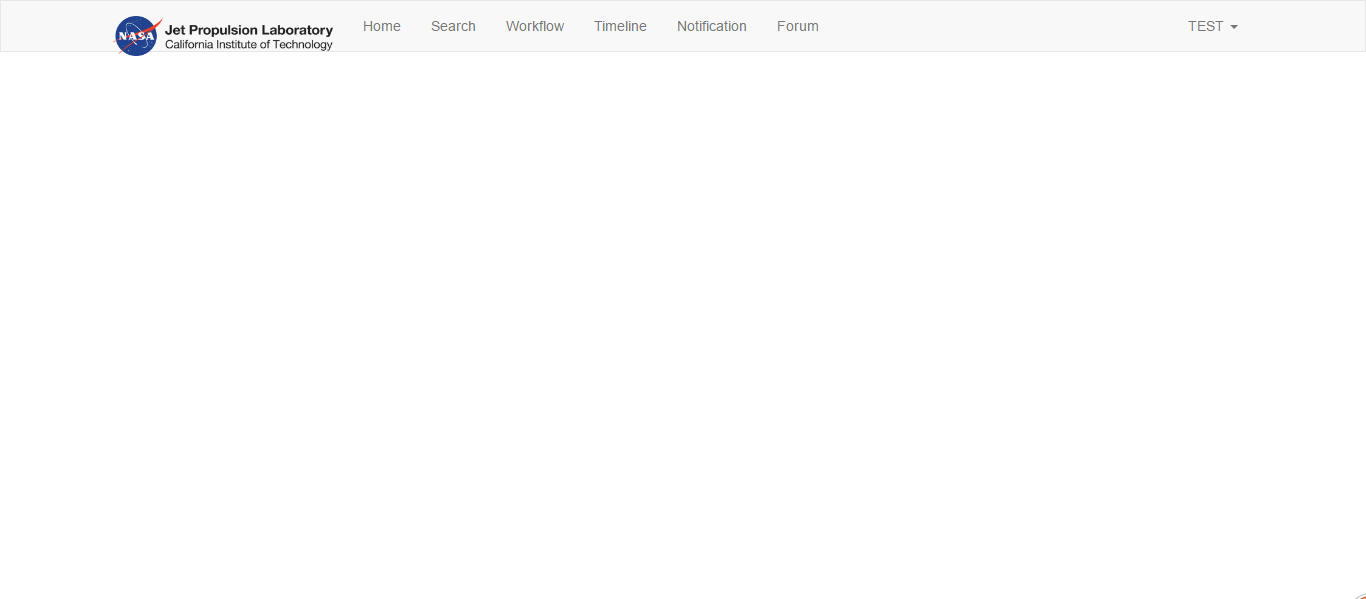 NASA
Jet Propulsion Laboratory
California Institute of Technology
Home Search Workflow Timeline Notification Forum TEST